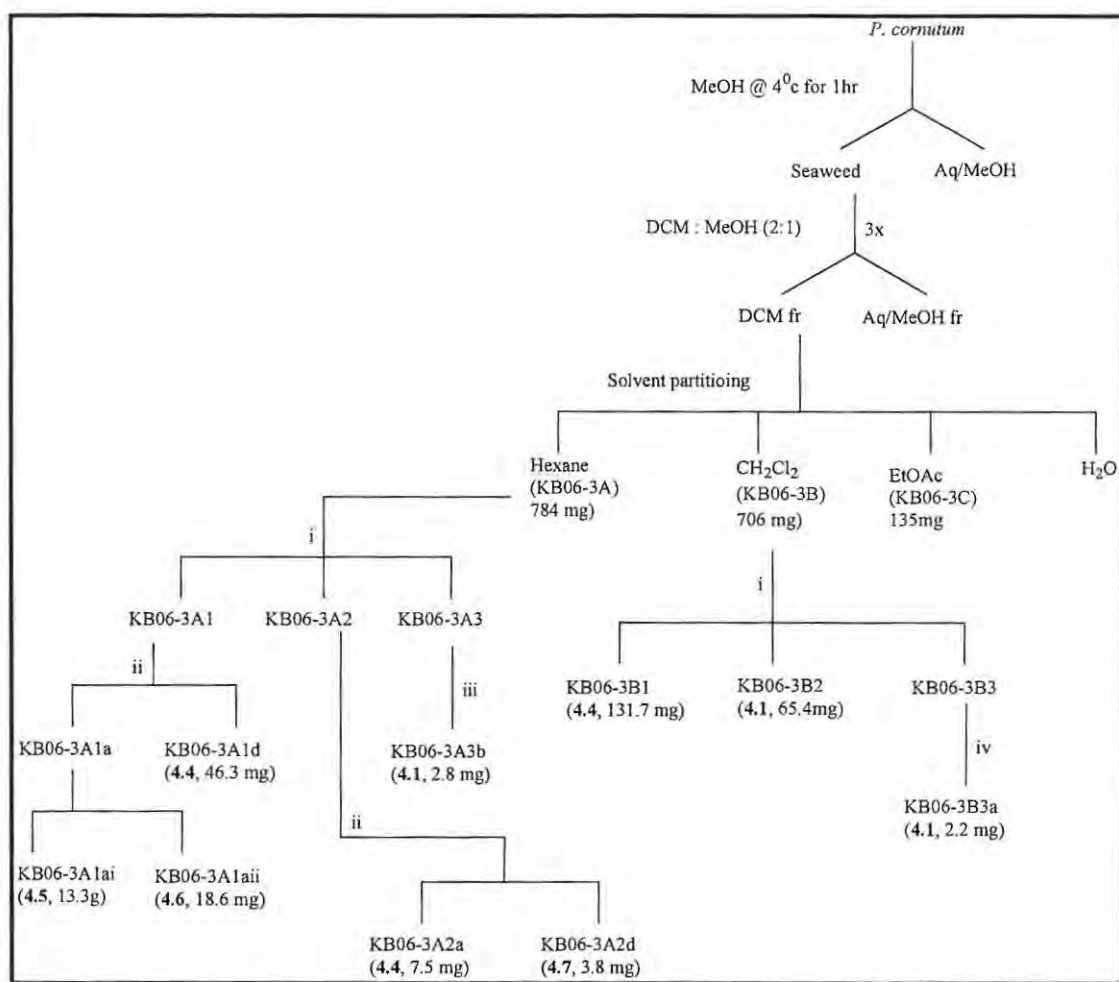 P. cornutum
MeOH @ 4⁰c for 1hr
Seaweed
Aq/MeOH
DCM : MeOH (2:1)
3x
DCM fr
Aq/MeOH fr
Solvent partitioing
Hexane
(KB06-3A)
784 mg)
CH₂Cl₂
(KB06-3B)
706 mg)
EtOAc
(KB06-3C)
135mg
H₂O
i
i
KB06-3A1
KB06-3A2
KB06-3A3
KB06-3B1
(4.4, 131.7 mg)
KB06-3B2
(4.1, 65.4mg)
KB06-3B3
ii
iii
iv
KB06-3A1a
KB06-3A1d
(4.4, 46.3 mg)
KB06-3A3b
(4.1, 2.8 mg)
KB06-3B3a
(4.1, 2.2 mg)
ii
KB06-3A1ai
(4.5, 13.3g)
KB06-3A1aii
(4.6, 18.6 mg)
KB06-3A2a
(4.4, 7.5 mg)
KB06-3A2d
(4.7, 3.8 mg)